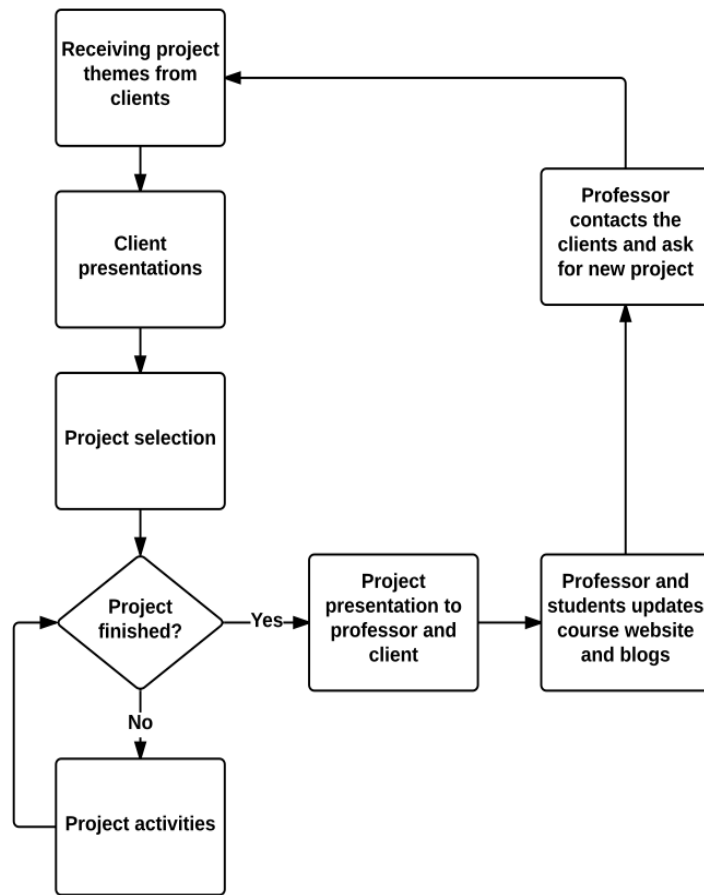 Receiving project
themes from
clients
Client
presentations
Project selection
Project
finished?
Yes
No
Project activities
Project
presentation to
professor and
client
Professor and
students updates
course website
and blogs
Professor
contacts the
clients and ask
for new project